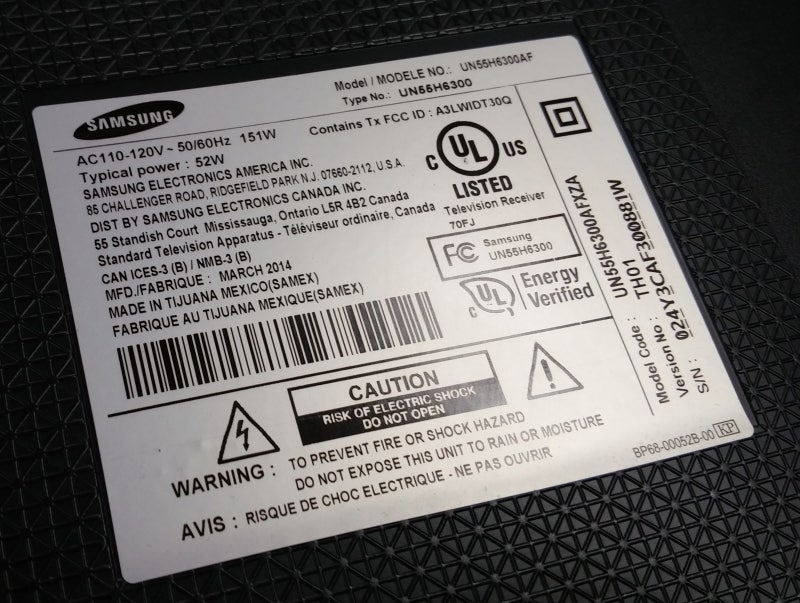 SAMSUNG
Model / MODELE NO.: UN55H6300AF
Type No.: UN55H6300
AC110-120V~ 50/60Hz 151W
Contains Tx FCC ID : A3LWIDT30Q
Typical power : 52W
SAMSUNG ELECTRONICS AMERICA INC.
85 CHALLENGER ROAD, RIDGEFIELD PARK N.J. 07660-2112, U.S.A.
DIST BY SAMSUNG ELECTRONICS CANADA INC.
55 Standish Court Mississauga, Ontario L5R 4B2 Canada
Standard Television Apparatus - Téléviseur ordinaire, Canada
CAN ICES-3 (B) / NMB-3 (B)
MFD./FABRIQUE : MARCH 2014
MADE IN TIJUANA MEXICO(SAMEX)
FABRIQUE AU TIJUANA MEXIQUE(SAMEX)
C UL US
LISTED
Television Receiver
70FJ
FC Samsung
UN55H6300
C UL Energy
Verified
CAUTION
RISK OF ELECTRIC SHOCK
DO NOT OPEN
WARNING : TO PREVENT FIRE OR SHOCK HAZARD
DO NOT EXPOSE THIS UNIT TO RAIN OR MOISTURE
AVIS : RISQUE DE CHOC ELECTRIQUE - NE PAS OUVRIR
Model Code : UN55H6300AFXZA
Version No : TH01
S/N : 024Y3CAF300881W
BP68-00052B-00 KP